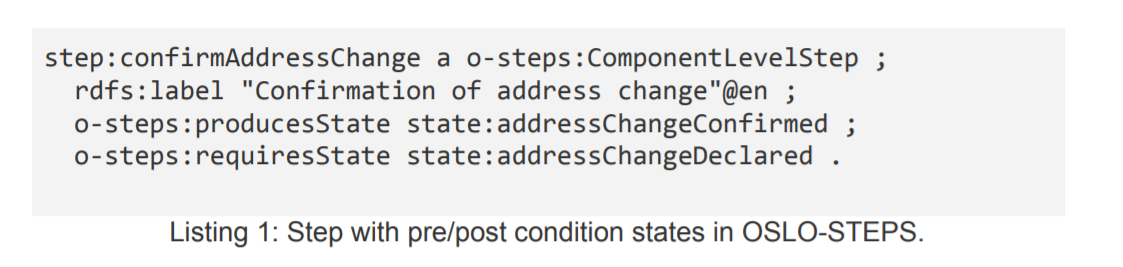 step:confirmAddressChange a o-steps:ComponentLevelStep ;
rdfs:label "Confirmation of address change"@en ;
o-steps:producesState state:addressChangeConfirmed ;
o-steps:requiresState state:addressChangeDeclared .
Listing 1: Step with pre/post condition states in OSLO-STEPS.